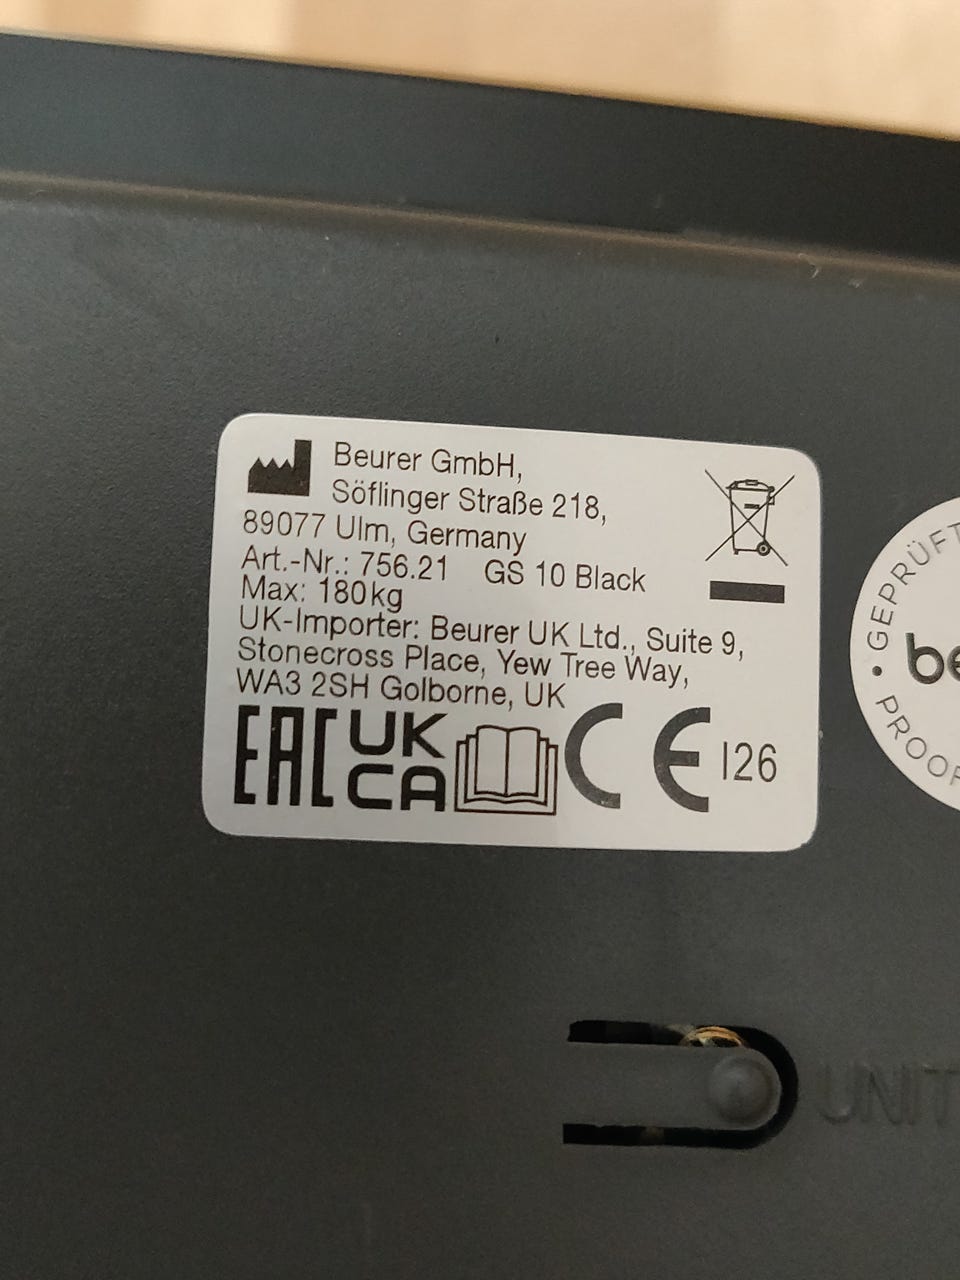 Beurer GmbH,
Söflinger Straße 218,
89077 Ulm, Germany
Art.-Nr.: 756.21 GS 10 Black
Max: 180kg
UK-Importer: Beurer UK Ltd., Suite 9,
Stonecross Place, Yew Tree Way,
WA3 2SH Golborne, UK
EAC UK CA CE I26
GEPRÜFT
be
PROOF
UNIT